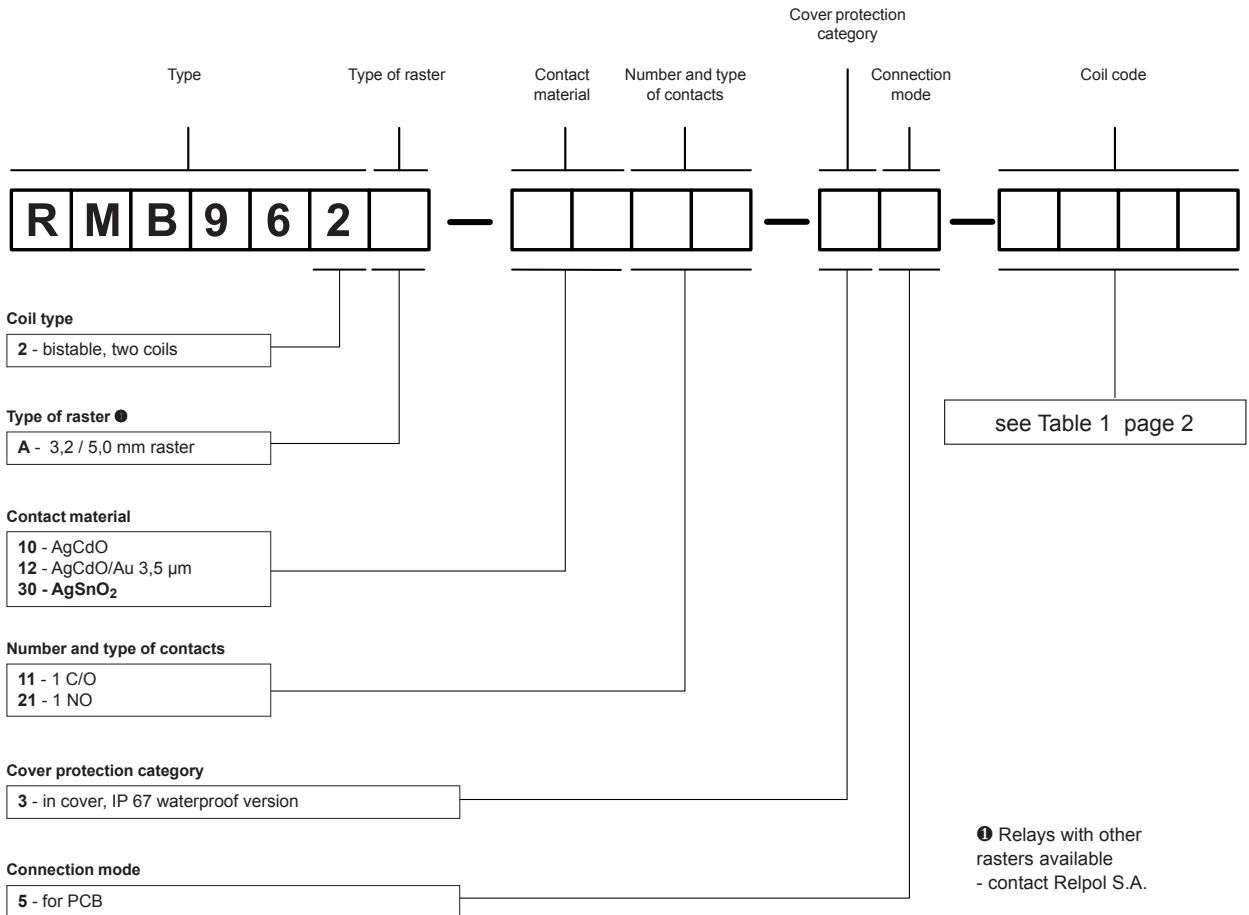 Cover protection
category
Type
Type of raster
Contact
material
Number and type
of contacts
Connection
mode
Coil code
RMB962 — — —
Coil type
2 - bistable, two coils
Type of raster ❶
A - 3,2 / 5,0 mm raster
see Table 1 page 2
Contact material
10 - AgCdO
12 - AgCdO/Au 3,5 µm
30 - AgSnO₂
Number and type of contacts
11 - 1 C/O
21 - 1 NO
Cover protection category
3 - in cover, IP 67 waterproof version
❶ Relays with other
rasters available
- contact Relpol S.A.
Connection mode
5 - for PCB